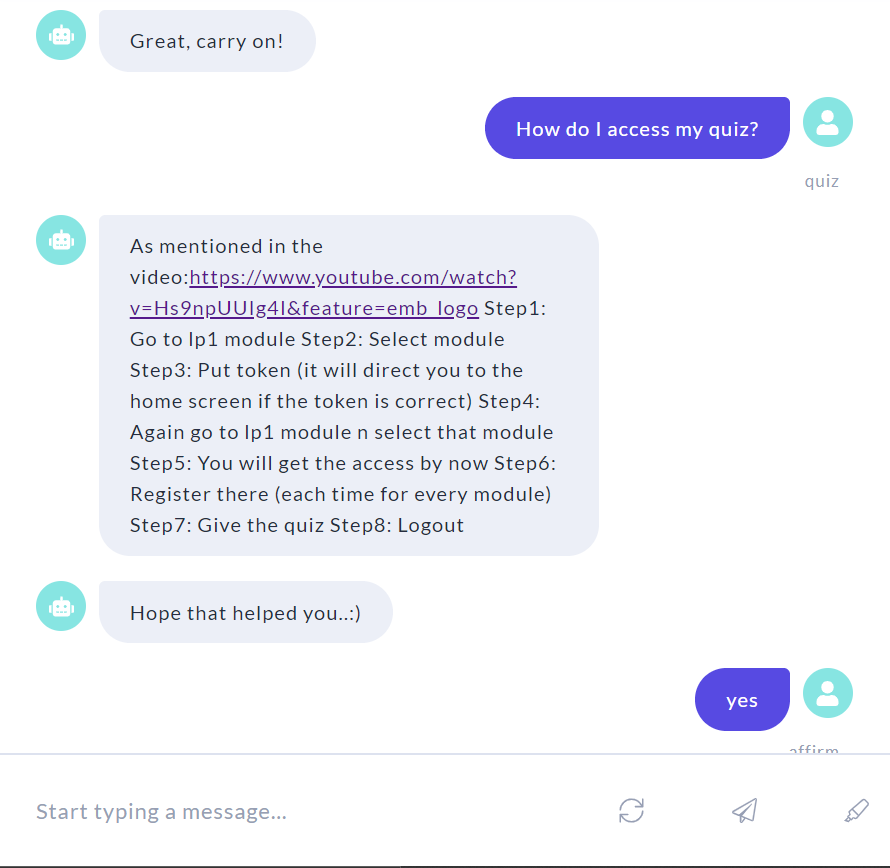 Great, carry on!
How do I access my quiz?
quiz
As mentioned in the
video:https://www.youtube.com/watch?
v=Hs9npUUIg4I&feature=emb_logo Step1:
Go to lp1 module Step2: Select module
Step3: Put token (it will direct you to the
home screen if the token is correct) Step4:
Again go to lp1 module n select that module
Step5: You will get the access by now Step6:
Register there (each time for every module)
Step7: Give the quiz Step8: Logout
Hope that helped you..:)
yes
affirm
Start typing a message...